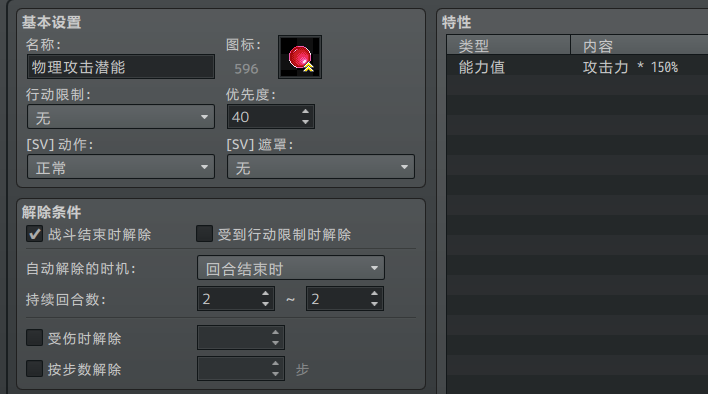 基本设置
名称:
图标:
物理攻击潜能
596
行动限制:
优先度:
无
40
[SV]动作:
[SV]遮罩:
正常
无
解除条件
战斗结束时解除
受到行动限制时解除
自动解除的时机:
回合结束时
持续回合数:
2 ~ 2
受伤时解除
按步数解除
步
特性
类型
内容
能力值
攻击力 * 150%